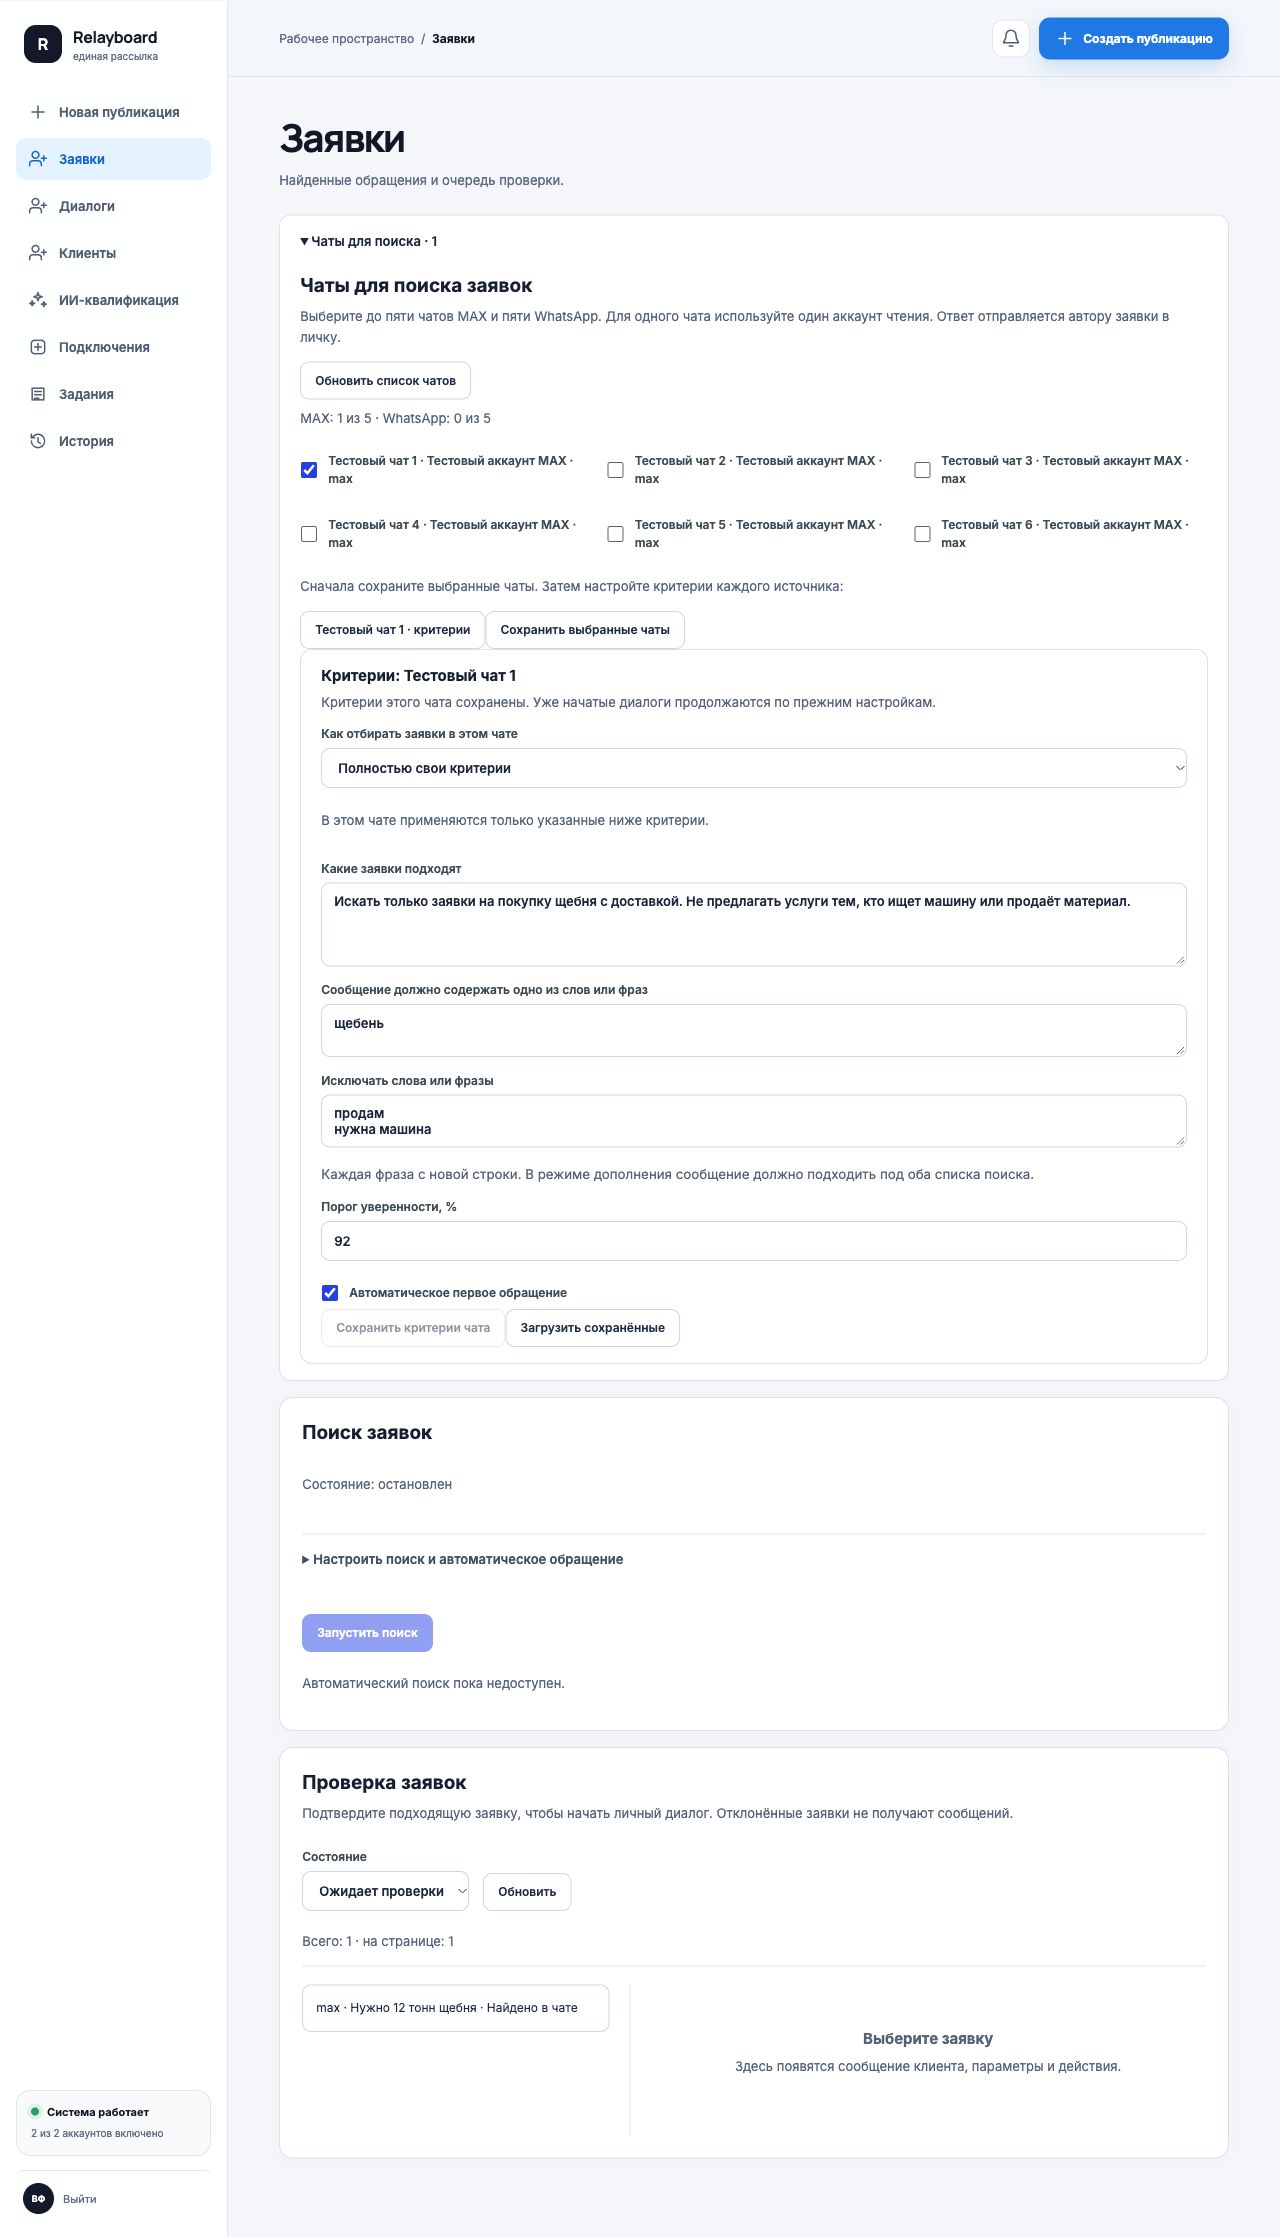 R
Relayboard
единая рассылка
Новая публикация
Заявки
Диалоги
Клиенты
ИИ-квалификация
Подключения
Задания
История
Система работает
2 из 2 аккаунтов включено
ВФ
Выйти
Рабочее пространство / Заявки
Создать публикацию
Заявки
Найденные обращения и очередь проверки.
Чаты для поиска · 1
Чаты для поиска заявок
Выберите до пяти чатов MAX и пяти WhatsApp. Для одного чата используйте один аккаунт чтения. Ответ отправляется автору заявки в
личку.
Обновить список чатов
MAX: 1 из 5 · WhatsApp: 0 из 5
Тестовый чат 1 · Тестовый аккаунт MAX ·
max
Тестовый чат 2 · Тестовый аккаунт MAX ·
max
Тестовый чат 3 · Тестовый аккаунт MAX ·
max
Тестовый чат 4 · Тестовый аккаунт MAX ·
max
Тестовый чат 5 · Тестовый аккаунт MAX ·
max
Тестовый чат 6 · Тестовый аккаунт MAX ·
max
Сначала сохраните выбранные чаты. Затем настройте критерии каждого источника:
Тестовый чат 1 · критерии
Сохранить выбранные чаты
Критерии: Тестовый чат 1
Критерии этого чата сохранены. Уже начатые диалоги продолжаются по прежним настройкам.
Как отбирать заявки в этом чате
Полностью свои критерии
В этом чате применяются только указанные ниже критерии.
Какие заявки подходят
Искать только заявки на покупку щебня с доставкой. Не предлагать услуги тем, кто ищет машину или продаёт материал.
Сообщение должно содержать одно из слов или фраз
щебень
Исключать слова или фразы
продам
нужна машина
Каждая фраза с новой строки. В режиме дополнения сообщение должно подходить под оба списка поиска.
Порог уверенности, %
92
Автоматическое первое обращение
Сохранить критерии чата
Загрузить сохранённые
Поиск заявок
Состояние: остановлен
Настроить поиск и автоматическое обращение
Запустить поиск
Автоматический поиск пока недоступен.
Проверка заявок
Подтвердите подходящую заявку, чтобы начать личный диалог. Отклонённые заявки не получают сообщений.
Состояние
Ожидает проверки
Обновить
Всего: 1 · на странице: 1
max · Нужно 12 тонн щебня · Найдено в чате
Выберите заявку
Здесь появятся сообщение клиента, параметры и действия.